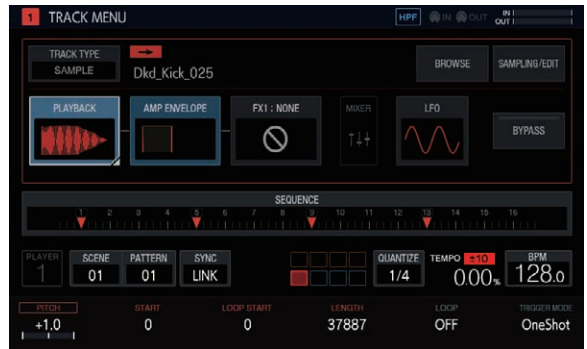 1 TRACK MENU HPF IN OUT IN OUT
TRACK TYPE
SAMPLE
Dkd_Kick_025
BROWSE
SAMPLING/EDIT
PLAYBACK
AMP ENVELOPE
FX1 : NONE
MIXER
LFO
BYPASS
SEQUENCE
1 2 3 4 5 6 7 8 9 10 11 12 13 14 15 16
PLAYER
1
SCENE
01
PATTERN
01
SYNC
LINK
QUANTIZE
1/4
TEMPO ±10
0.00%
BPM
128.0
PITCH START LOOP START LENGTH LOOP TRIGGER MODE
+1.0 0 0 37887 OFF OneShot